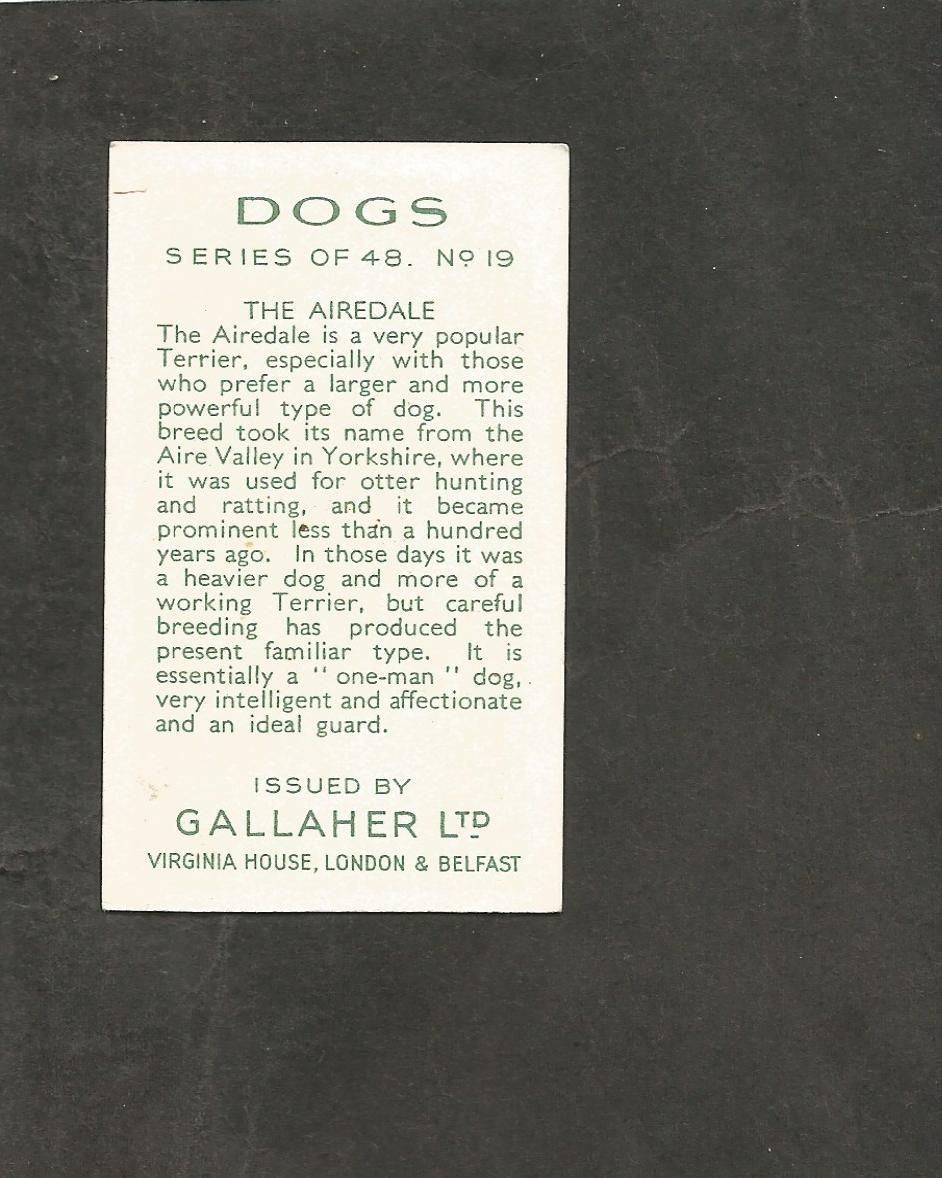 DOGS
SERIES OF 48. Nº 19
THE AIREDALE
The Airedale is a very popular
Terrier, especially with those
who prefer a larger and more
powerful type of dog. This
breed took its name from the
Aire Valley in Yorkshire, where
it was used for otter hunting
and ratting, and it became
prominent less than a hundred
years ago. In those days it was
a heavier dog and more of a
working Terrier, but careful
breeding has produced the
present familiar type. It is
essentially a " one-man " dog,
very intelligent and affectionate
and an ideal guard.
ISSUED BY
GALLAHER LTD
VIRGINIA HOUSE, LONDON & BELFAST